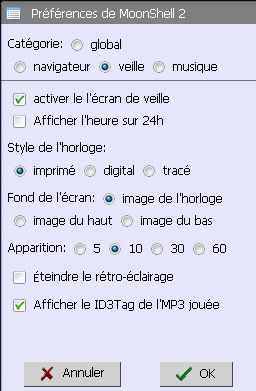 Préférences de MoonShell 2
Catégorie: global
navigateur veille musique
activer le l'écran de veille
Afficher l'heure sur 24h
Style de l'horloge:
imprimé digital tracé
Fond de l'écran: image de l'horloge
image du haut image du bas
Apparition: 5 10 30 60
Éteindre le rétro-éclairage
Afficher le ID3Tag de l'MP3 jouée
Annuler OK